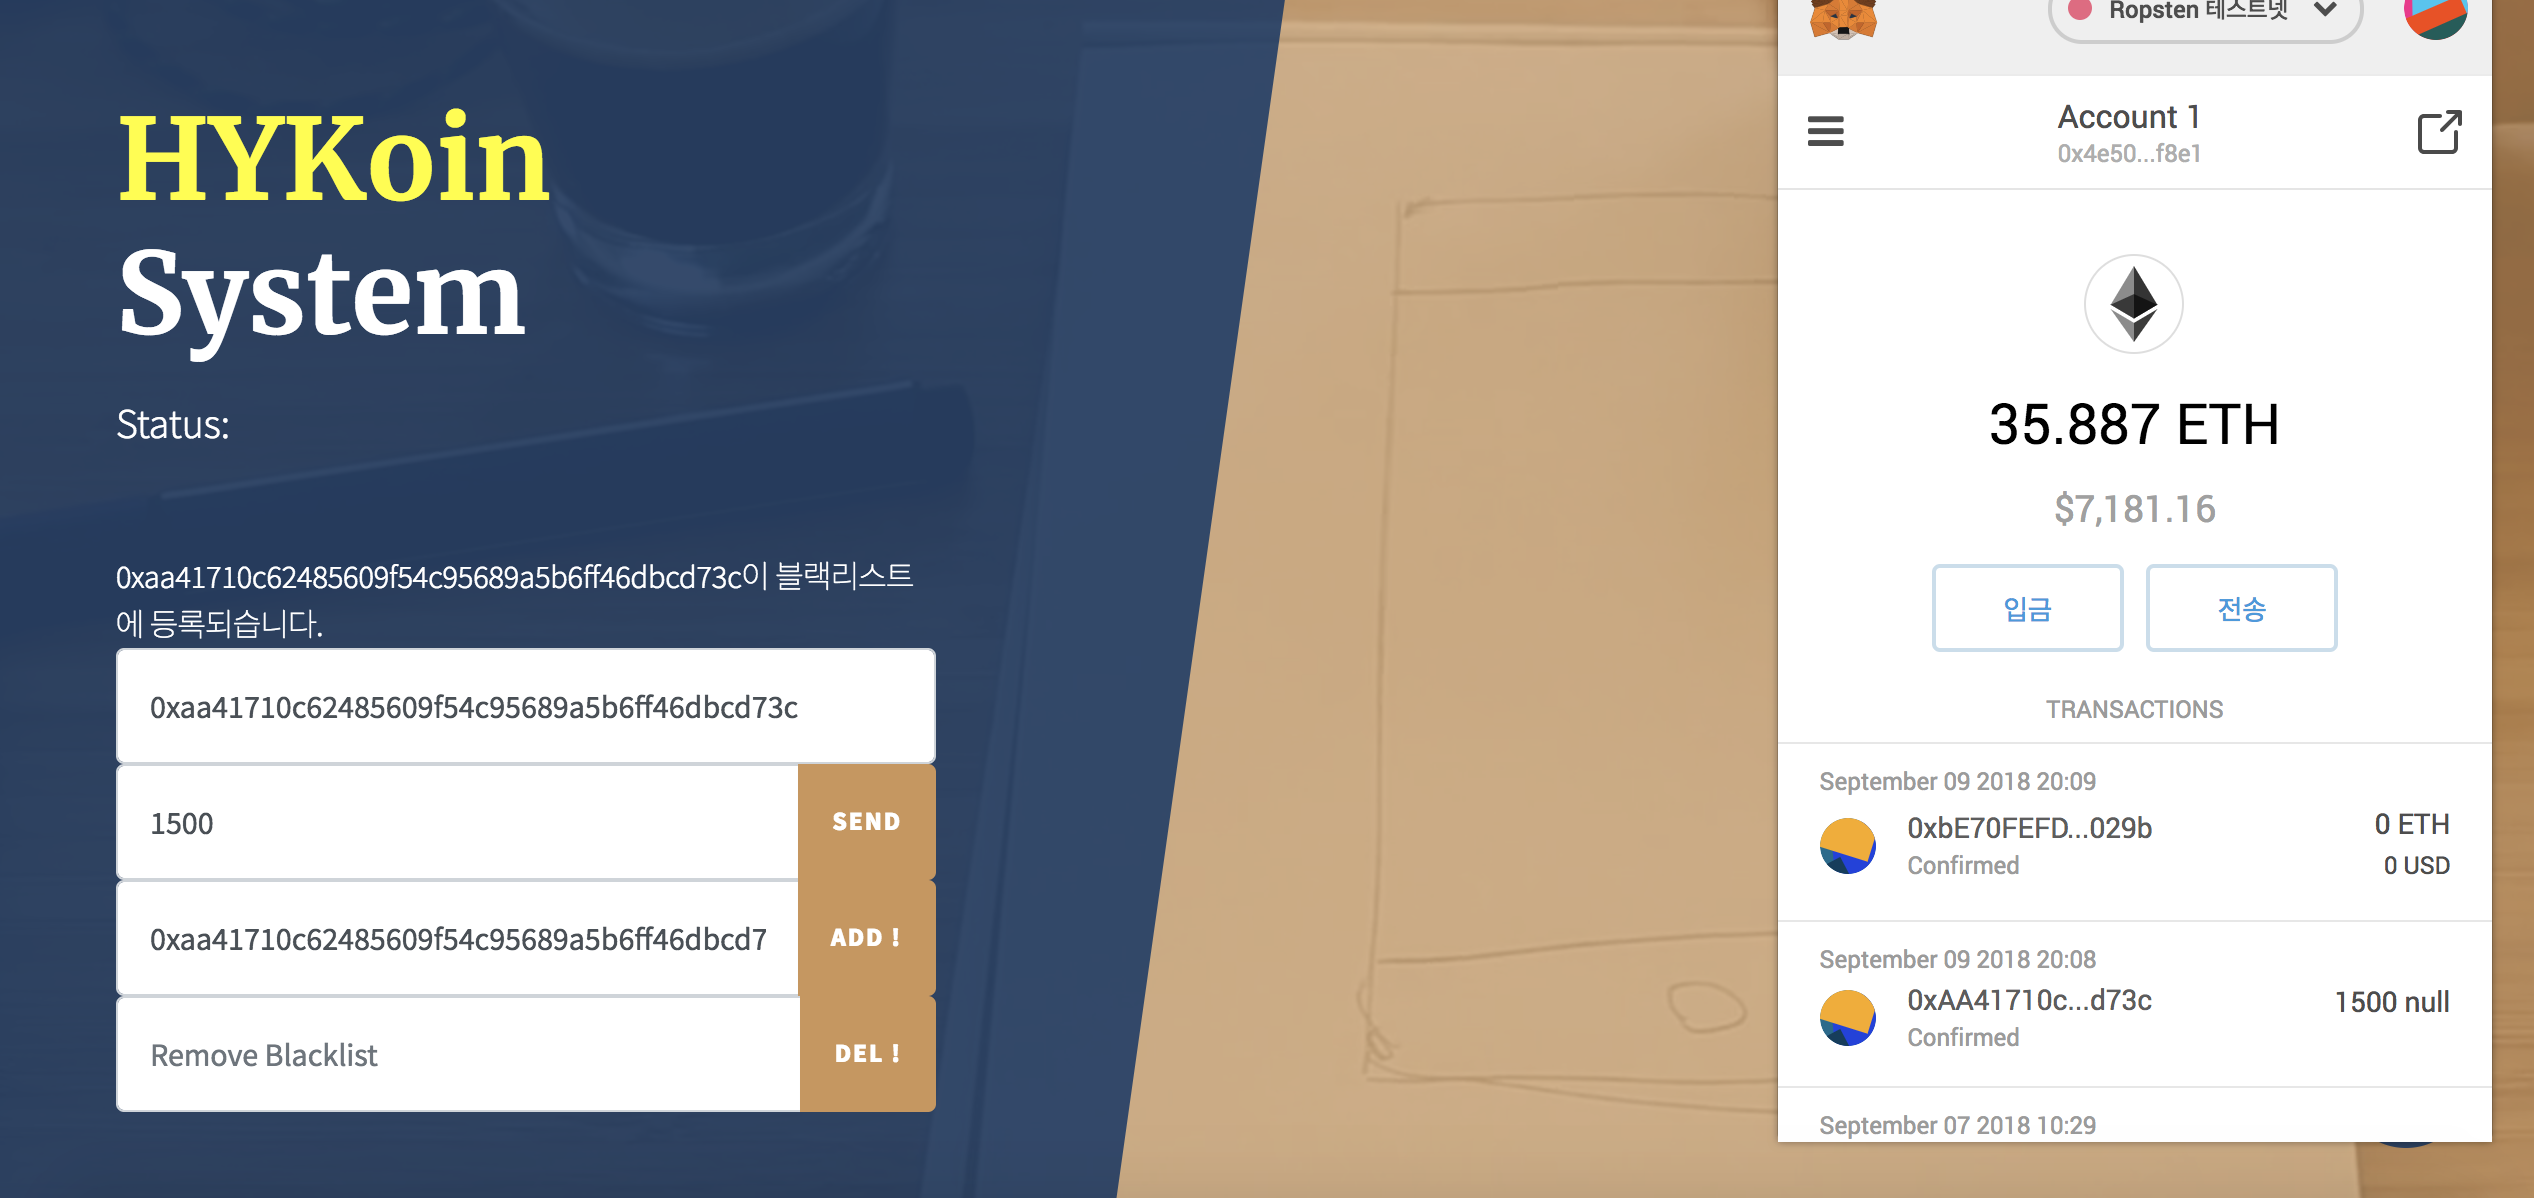 HYKoin
System
Status:
0xaa41710c62485609f54c95689a5b6ff46dbcd73c이 블랙리스트
에 등록되습니다.
0xaa41710c62485609f54c95689a5b6ff46dbcd73c
1500
SEND
0xaa41710c62485609f54c95689a5b6ff46dbcd7
ADD !
Remove Blacklist
DEL !
Ropsten 테스트넷
Account 1
0x4e50...f8e1
35.887 ETH
$7,181.16
입금
전송
TRANSACTIONS
September 09 2018 20:09
0xbE70FEFD...029b
0 ETH
Confirmed
0 USD
September 09 2018 20:08
0xAA41710c...d73c
1500 null
Confirmed
September 07 2018 10:29